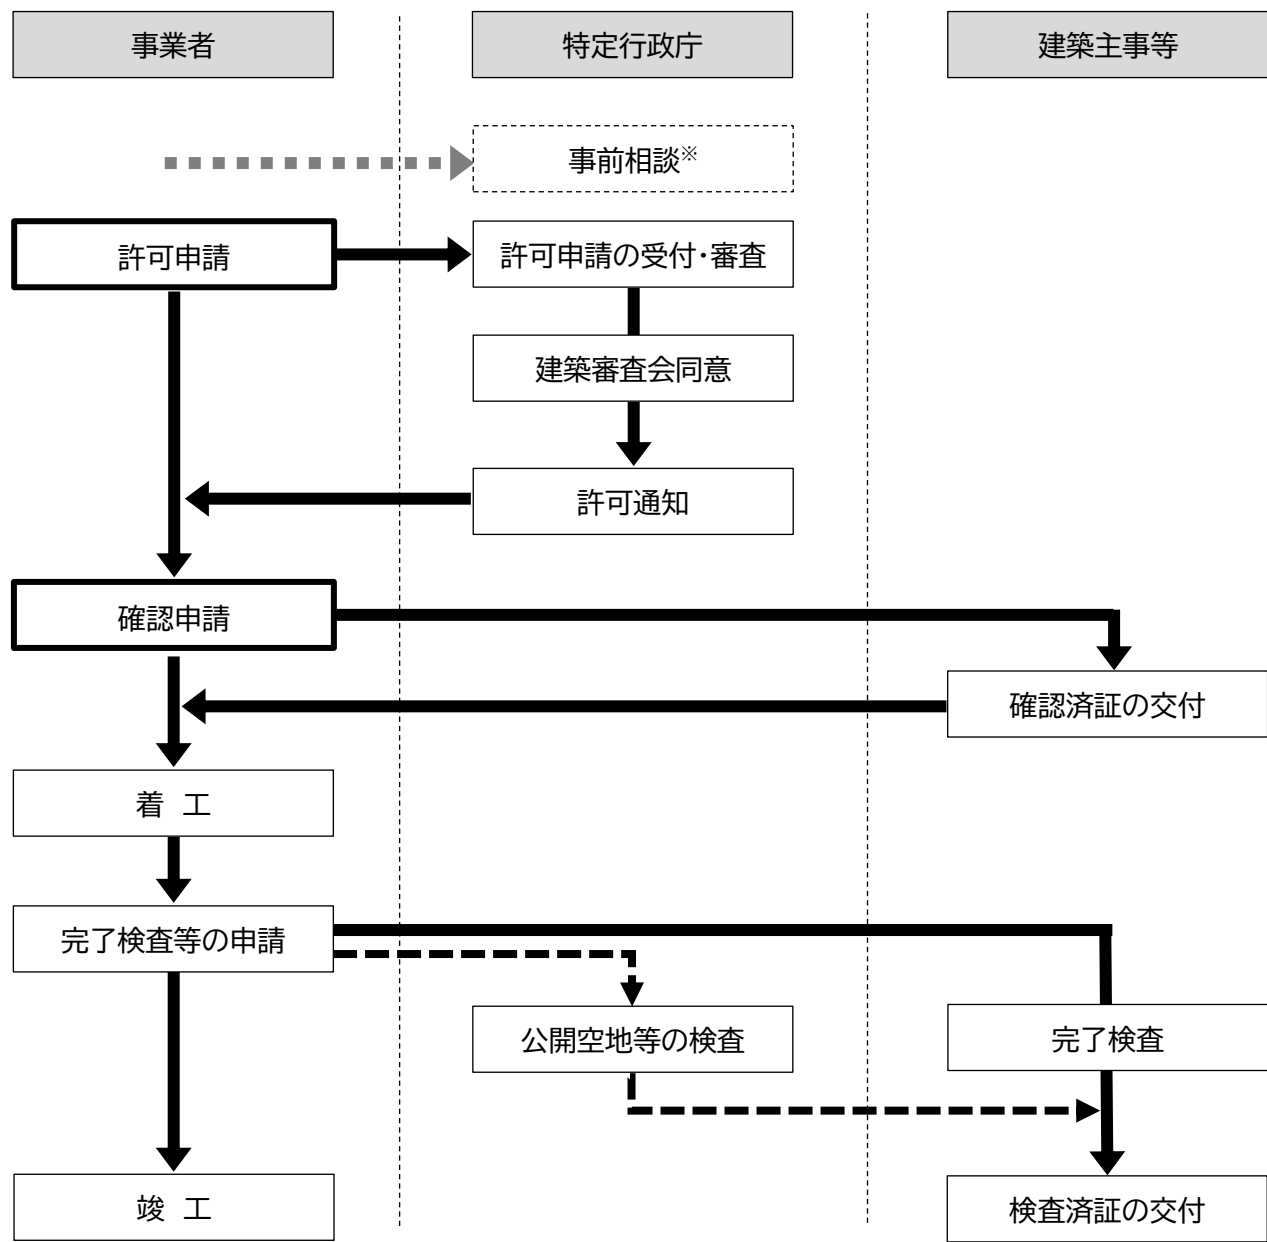 事業者
特定行政庁
建築主事等
事前相談※
許可申請
許可申請の受付・審査
建築審査会同意
許可通知
確認申請
確認済証の交付
着 工
完了検査等の申請
公開空地等の検査
完了検査
竣 工
検査済証の交付